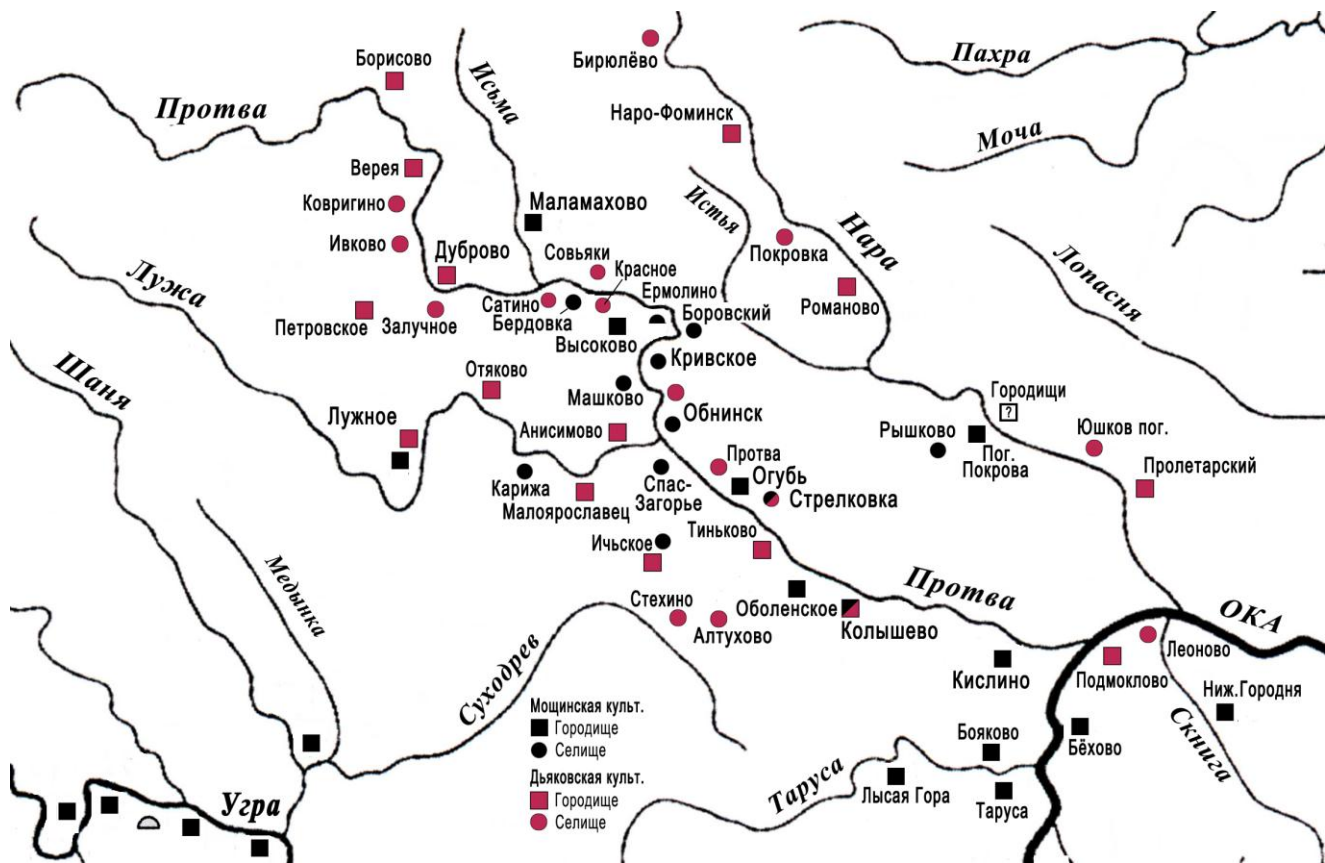 Борисово
Исьма
Бирюлёво
Пахра
Протва
Наро-Фоминск
Моча
Верея
Ковригино
Маламахово
Истья
Ивково
Нара
Дуброво
Совьяки
Красное
Покровка
Лопасня
Лужа
Ермолино
Петровское
Залучное
Сатино
Бердовка
Боровский
Романово
Высоково
Шаня
Кривское
Отяково
Машково
Городищи
?
Лужное
Обнинск
Анисимово
Рышково
Юшков пог.
Протва
Пог.
Покрова
Пролетарский
Карижа
Спас-
Загорье
Огубь
Малоярославец
Стрелковка
Тиньково
Ичьское
Медынка
Протва
Стехино
Оболенское
ОКА
Алтухово
Колышево
Леоново
Суходрев
Кислино
Подмоклово
Ниж.Городня
Скнига
Мощинская культ.
Городище
Селище
Дьяковская культ.
Городище
Селище
Бояково
Бёхово
Таруса
Лысая Гора
Таруса
Угра